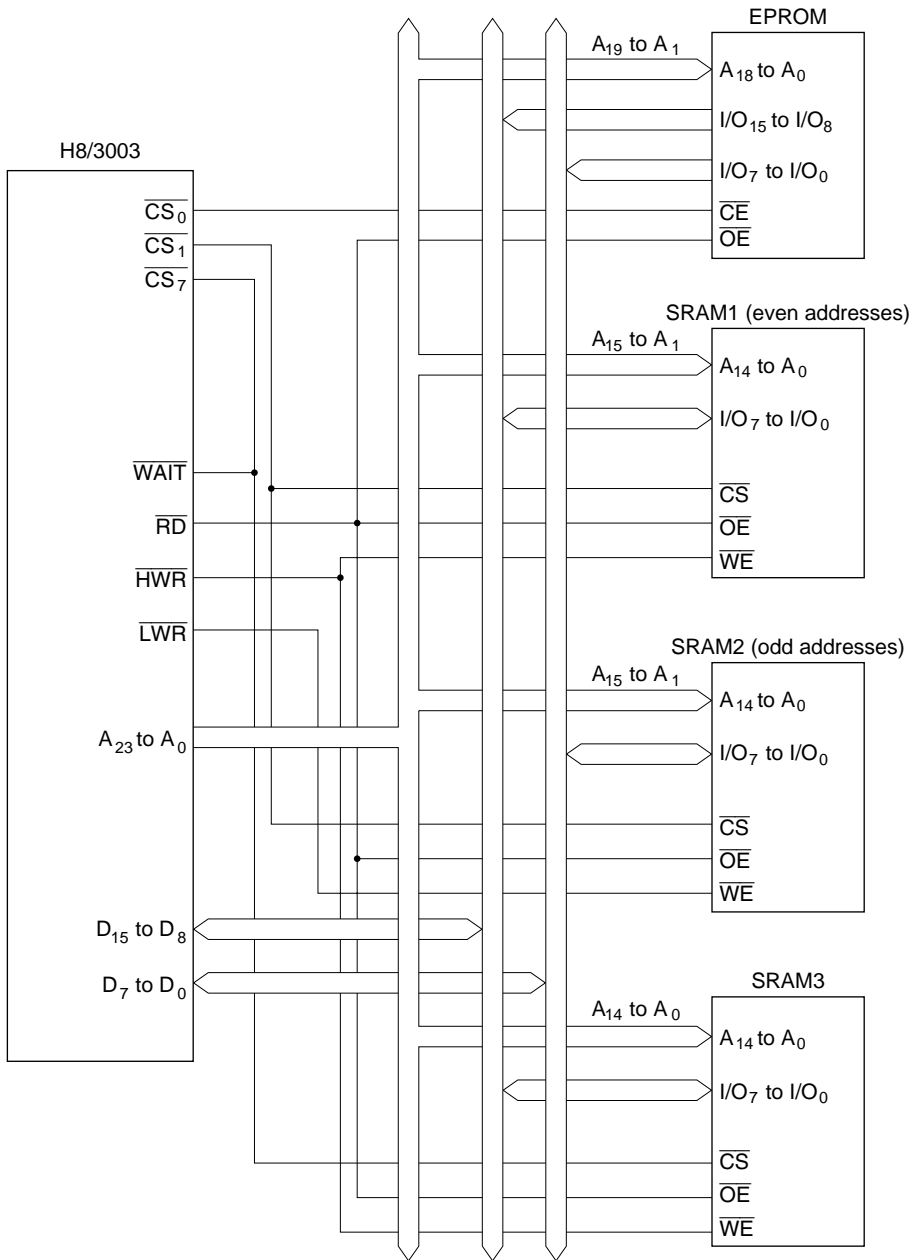 EPROM
A19 to A1
A18 to A0
I/O15 to I/O8
I/O7 to I/O0
CE
OE
H8/3003
CS0
CS1
CS7
WAIT
RD
HWR
LWR
A23 to A0
D15 to D8
D7 to D0
SRAM1 (even addresses)
A15 to A1
A14 to A0
I/O7 to I/O0
CS
OE
WE
SRAM2 (odd addresses)
A15 to A1
A14 to A0
I/O7 to I/O0
CS
OE
WE
SRAM3
A14 to A0
A14 to A0
I/O7 to I/O0
CS
OE
WE